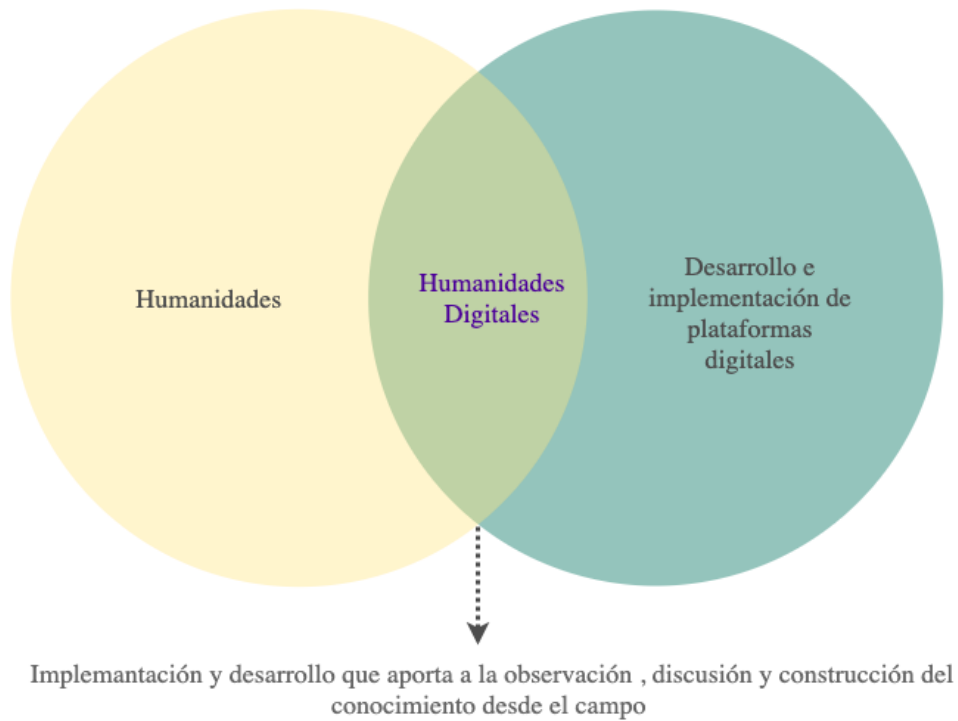 Humanidades
Humanidades
Digitales
Desarrollo e
implementación de
plataformas
digitales
Implemantación y desarrollo que aporta a la observación , discusión y construcción del
conocimiento desde el campo